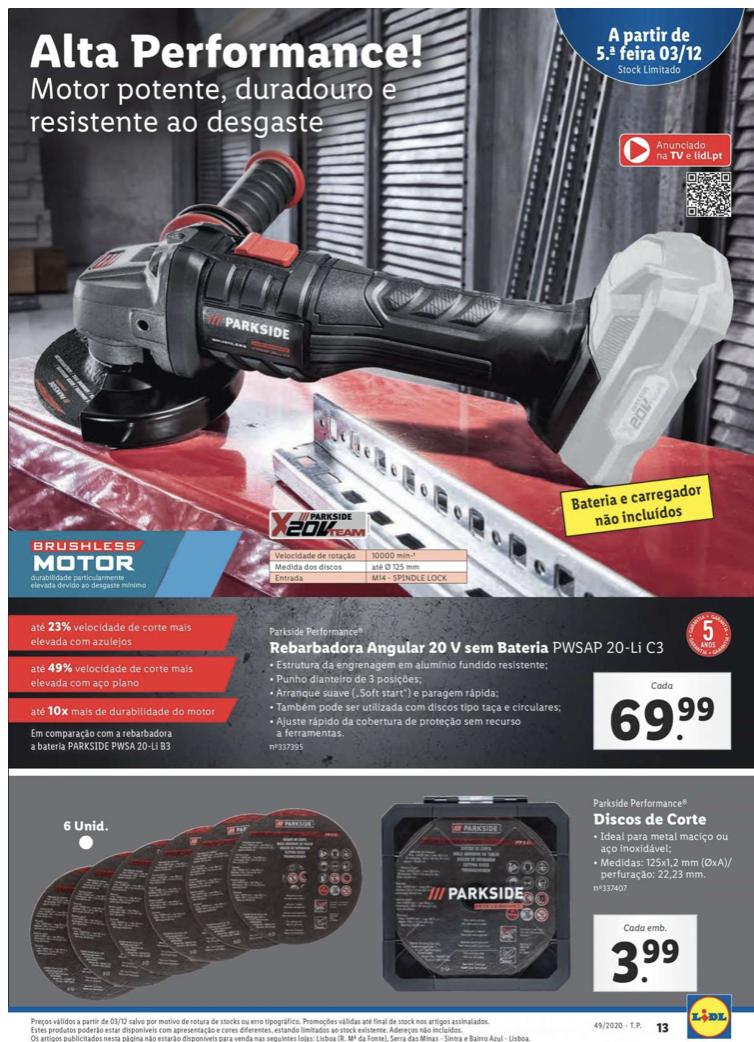 Alta Performance!
Motor potente, duradouro e
resistente ao desgaste
A partir de
5.ª feira 03/12
Stock Limitado
Anunciado
na TV e lidl.pt
PARKSIDE
BRUSHLESS
20V
Bateria e carregador
não incluídos
PARKSIDE
X20V TEAM
BRUSHLESS
MOTOR
durabilidade particularmente
elevada devido ao desgaste mínimo
Velocidade de rotação 10000 min-¹
Medida dos discos até Ø 125 mm
Entrada M14 - SPINDLE LOCK
até 23% velocidade de corte mais
elevada com azulejos
até 49% velocidade de corte mais
elevada com aço plano
até 10x mais de durabilidade do motor
Em comparação com a rebarbadora
a bateria PARKSIDE PWSA 20-Li B3
Parkside Performance®
Rebarbadora Angular 20 V sem Bateria PWSAP 20-Li C3
• Estrutura da engrenagem em alumínio fundido resistente;
• Punho dianteiro de 3 posições;
• Arranque suave („Soft start") e paragem rápida;
• Também pode ser utilizada com discos tipo taça e circulares;
• Ajuste rápido da cobertura de proteção sem recurso
a ferramentas.
nº337395
GARANTIA
5
ANOS
Cada
69.99
6 Unid.
PARKSIDE
PARKSIDE
PARKSIDE
Parkside Performance®
Discos de Corte
• Ideal para metal maciço ou
aço inoxidável;
• Medidas: 125x1,2 mm (ØxA)/
perfuração: 22,23 mm.
nº337407
Cada emb.
3.99
Preços válidos a partir de 03/12 salvo por motivo de rotura de stocks ou erro tipográfico. Promoções válidas até final de stock nos artigos assinalados.
Estes produtos poderão estar disponíveis com apresentação e cores diferentes, estando limitados ao stock existente. Adereços não incluídos.
Os artigos publicitados nesta página não estarão disponíveis para venda nas seguintes lojas: Lisboa (R. Mª da Fonte), Serra das Minas - Sintra e Bairro Azul - Lisboa.
49/2020 - T.P. 13
LIDL